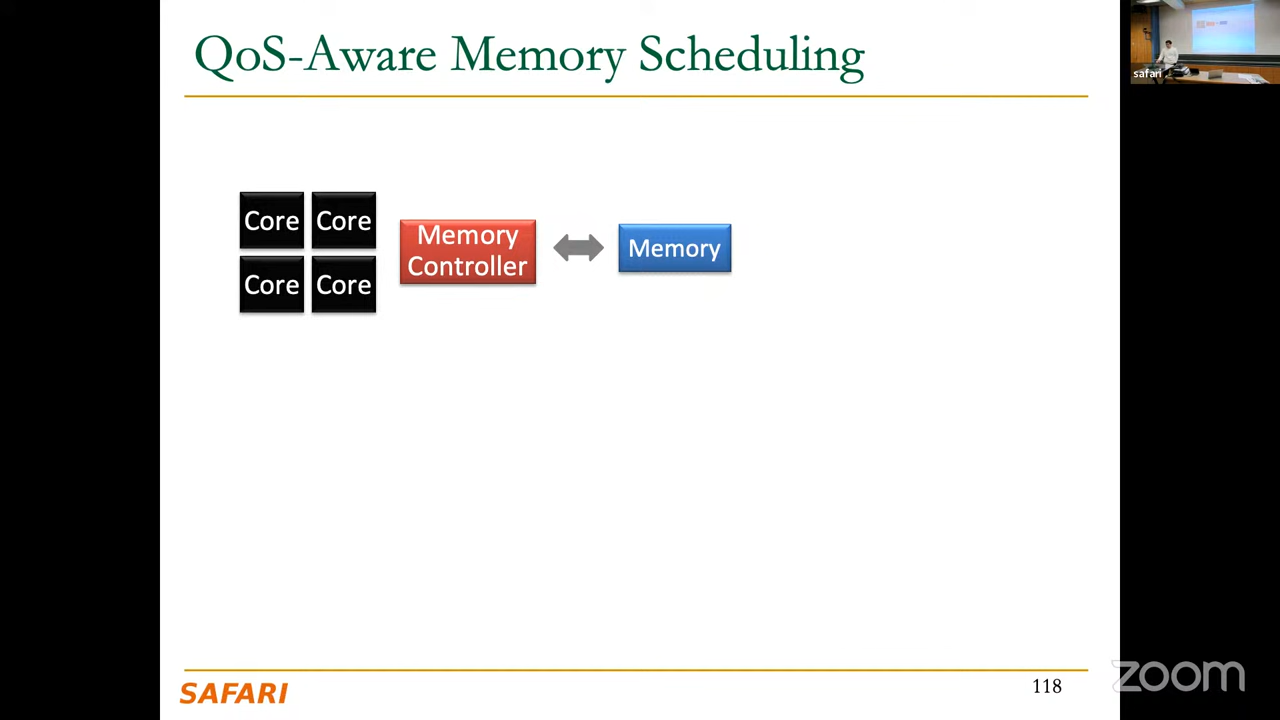 QoS-Aware Memory Scheduling
safari
Core Core
Memory
Controller
Memory
Core Core
SAFARI
118
zoom